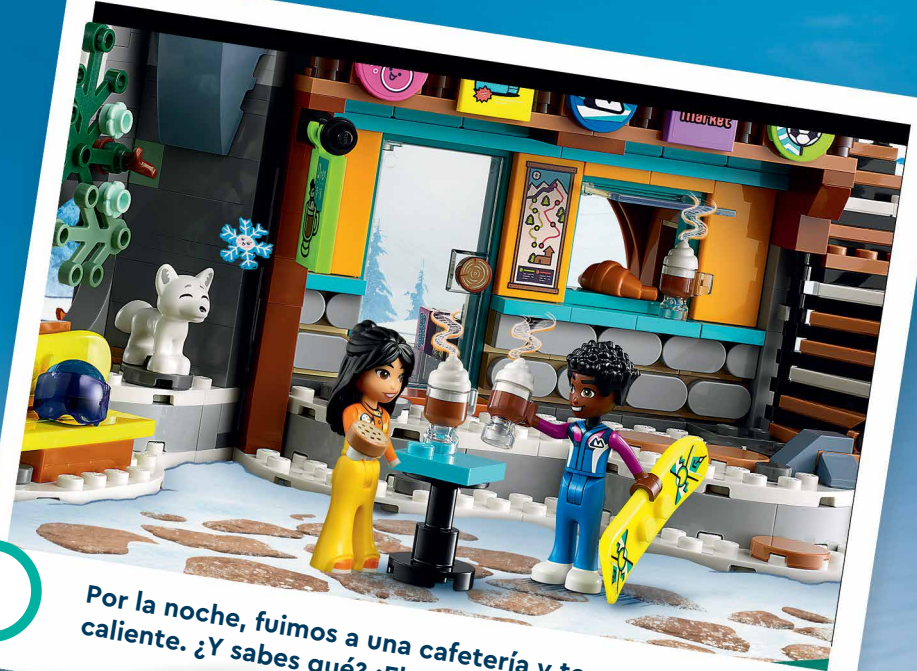 market
Por la noche, fuimos a una cafetería y
caliente. ¿Y sabes qué?